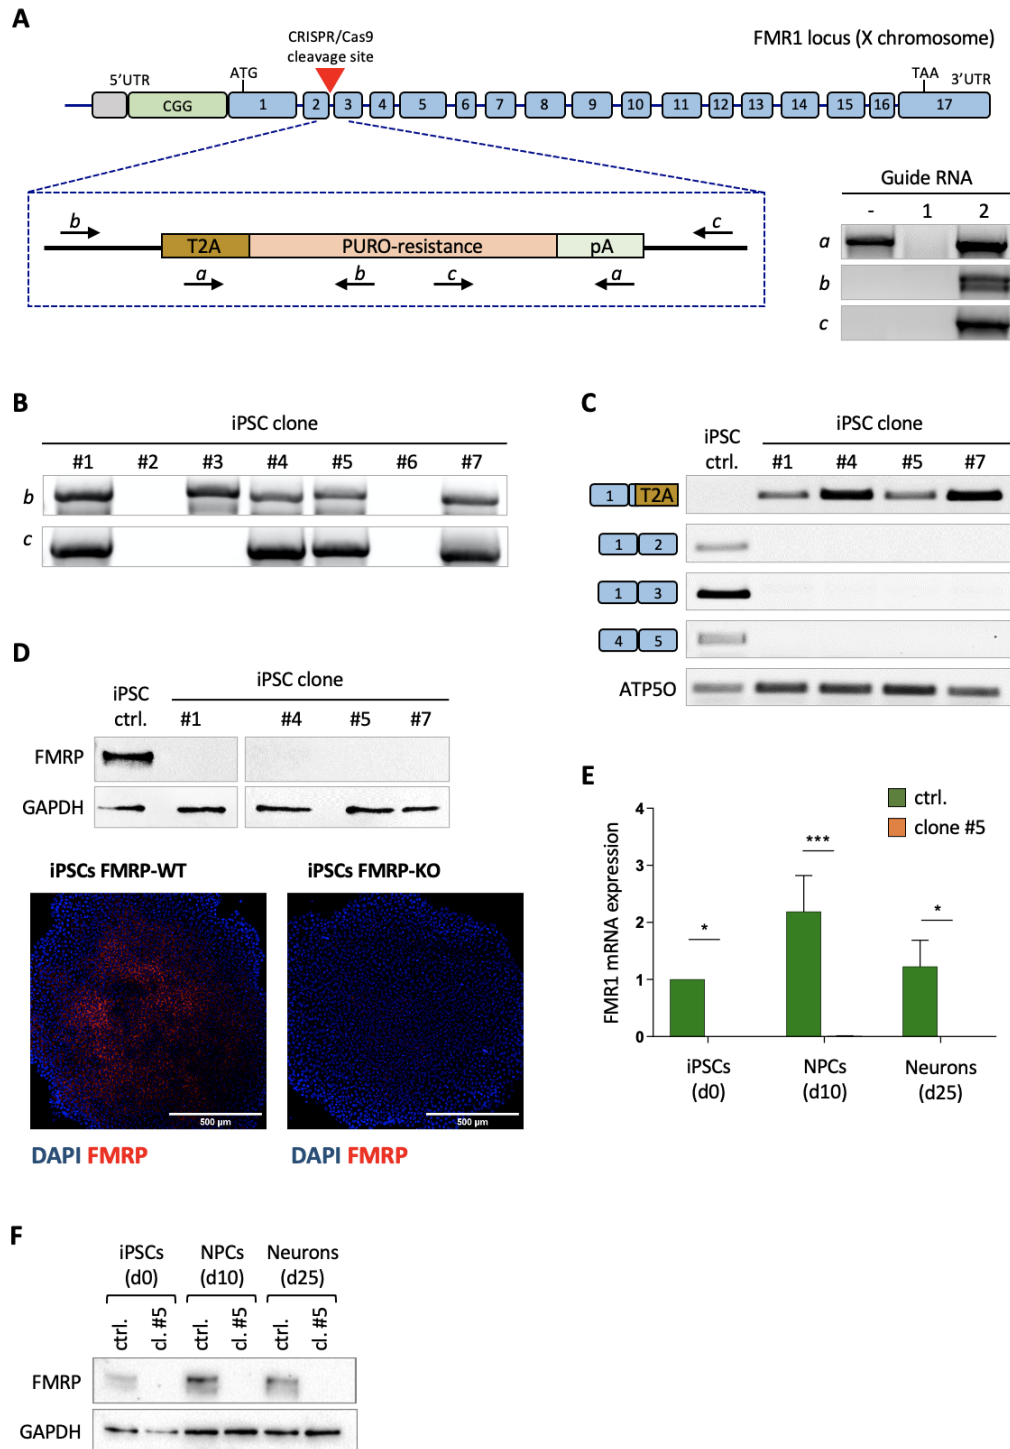 A
CRISPR/Cas9
cleavage site
FMR1 locus (X chromosome)
5'UTR
ATG
TAA
3'UTR
CGG
1 2 3 4 5 6 7 8 9 10 11 12 13 14 15 16 17
b
c
T2A PURO-resistance pA
a b c a
Guide RNA
- 1 2
a
b
c
B
iPSC clone
#1 #2 #3 #4 #5 #6 #7
b
c
C
iPSC
ctrl.
iPSC clone
#1 #4 #5 #7
1 T2A
1 2
1 3
4 5
ATP5O
D
iPSC
ctrl.
iPSC clone
#1 #4 #5 #7
FMRP
GAPDH
iPSCs FMRP-WT
iPSCs FMRP-KO
500 µm
500 µm
DAPI FMRP
DAPI FMRP
E
ctrl.
clone #5
FMR1 mRNA expression
4
3
2
1
0
*
***
*
iPSCs
(d0)
NPCs
(d10)
Neurons
(d25)
F
iPSCs
(d0)
NPCs
(d10)
Neurons
(d25)
ctrl. cl. #5 ctrl. cl. #5 ctrl. cl. #5
FMRP
GAPDH